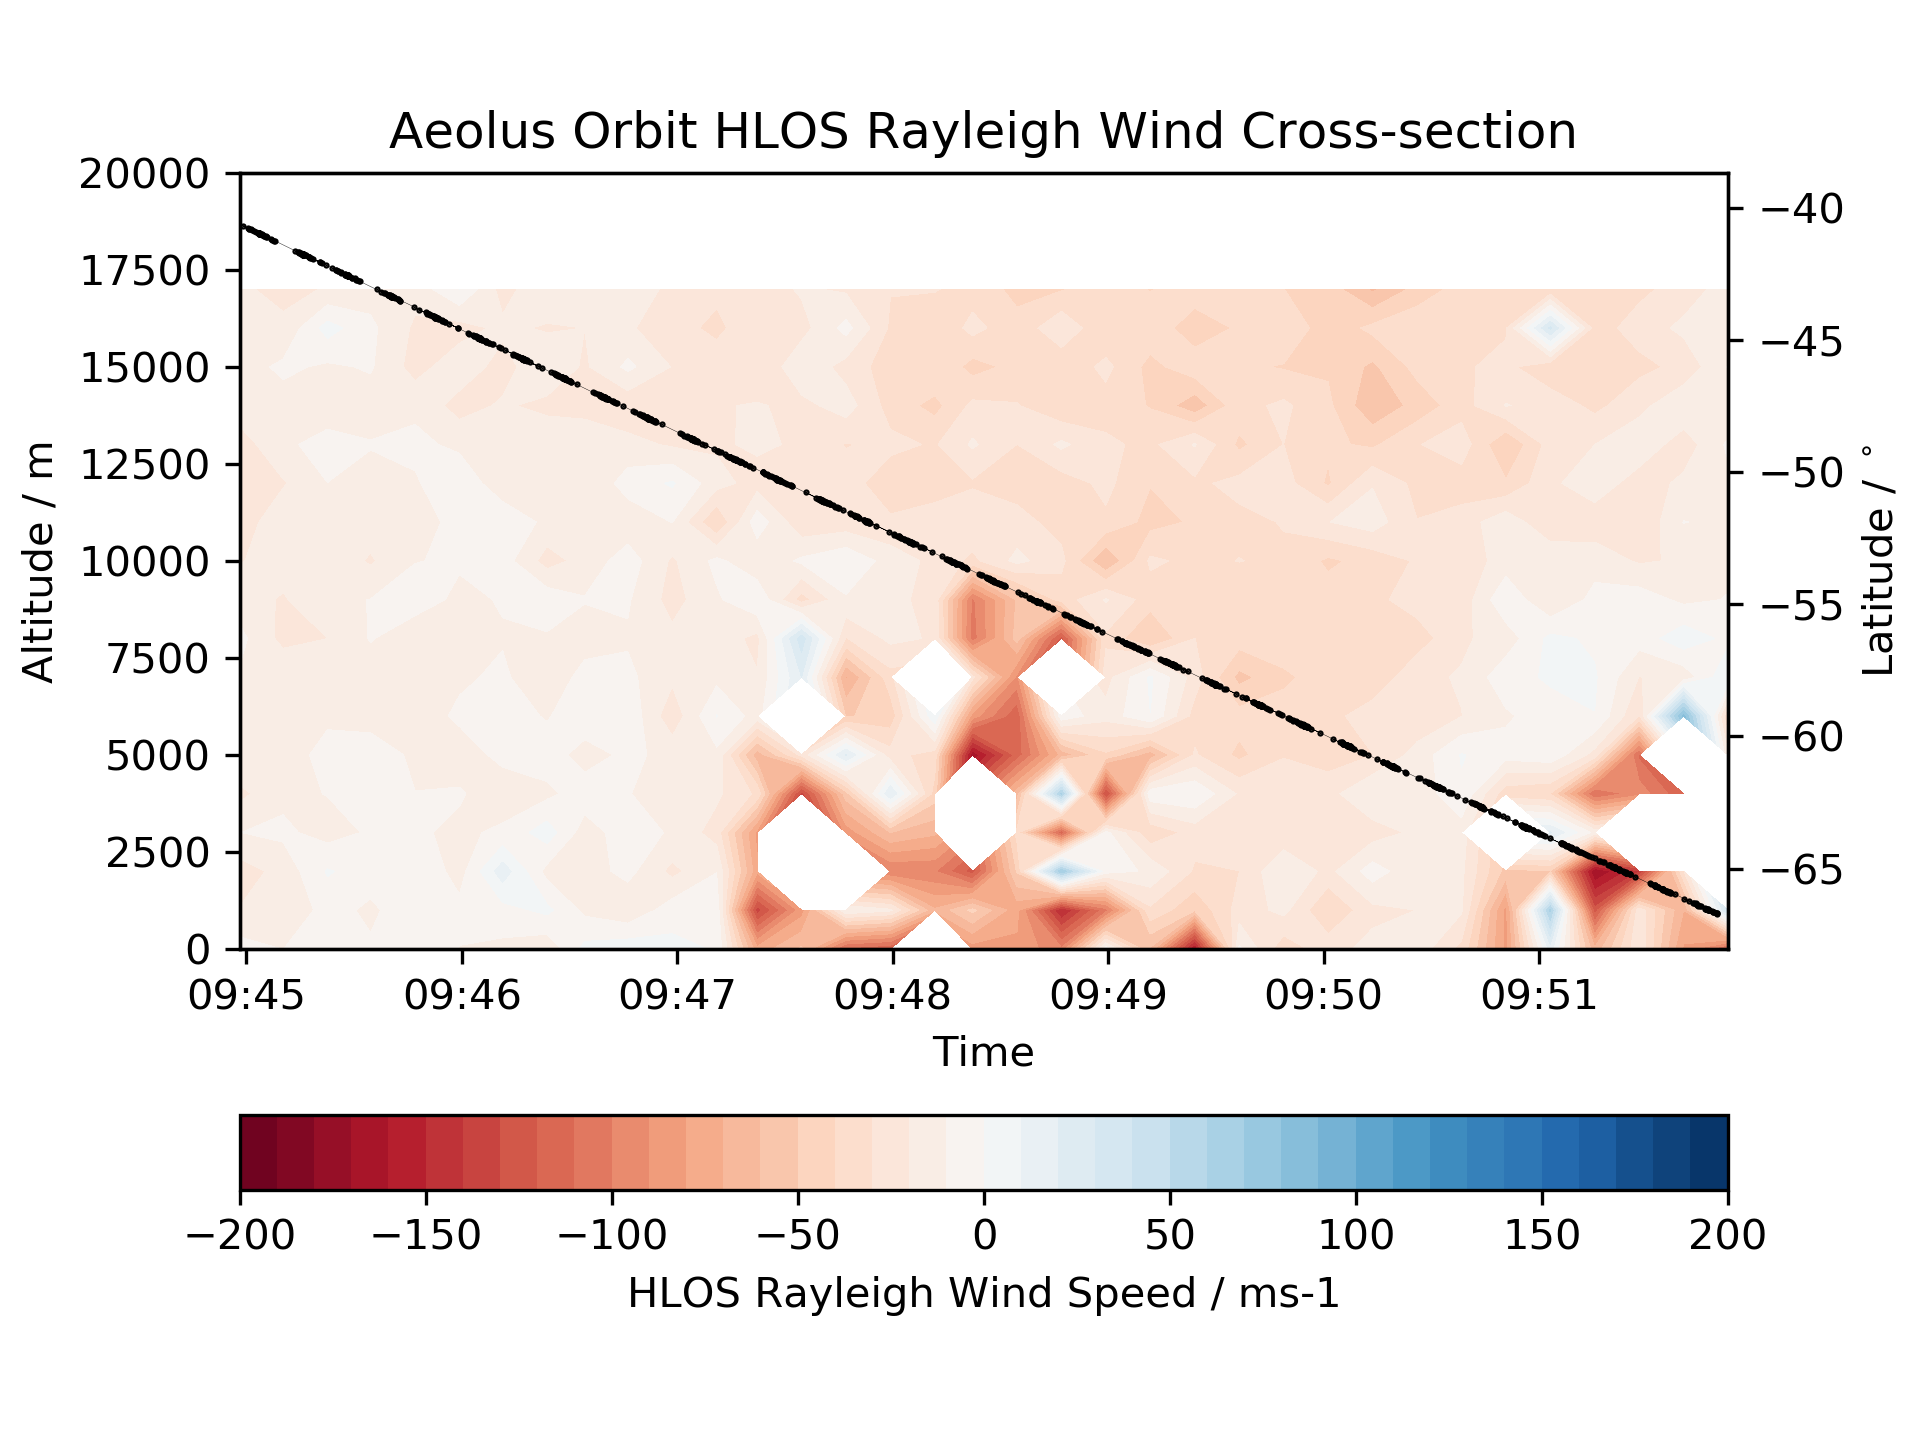 Aeolus Orbit HLOS Rayleigh Wind Cross-section
20000
17500
15000
12500
10000
7500
5000
2500
0
Altitude / m
−40
−45
−50
−55
−60
−65
Latitude / °
09:45 09:46 09:47 09:48 09:49 09:50 09:51
Time
−200 −150 −100 −50 0 50 100 150 200
HLOS Rayleigh Wind Speed / ms-1